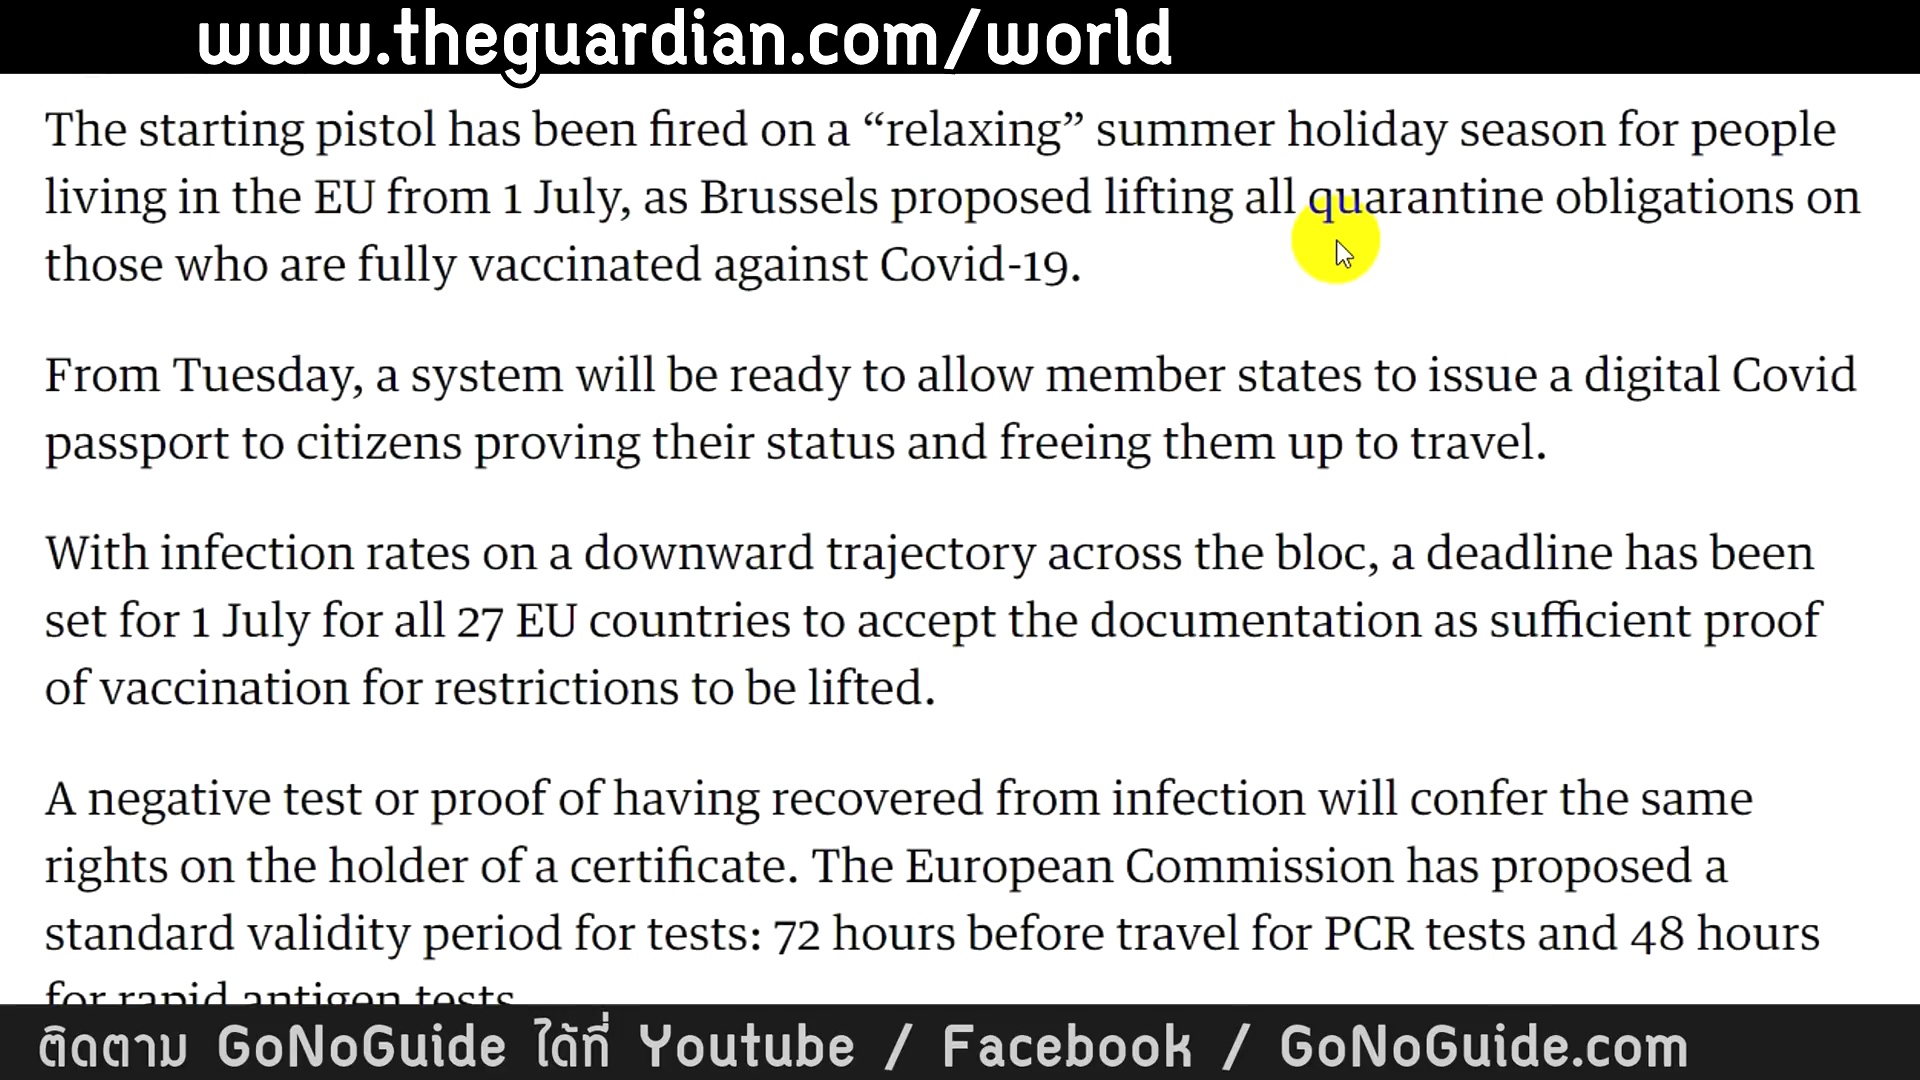 www.theguardian.com/world
The starting pistol has been fired on a “relaxing” summer holiday season for people
living in the EU from 1 July, as Brussels proposed lifting all quarantine obligations on
those who are fully vaccinated against Covid-19.
From Tuesday, a system will be ready to allow member states to issue a digital Covid
passport to citizens proving their status and freeing them up to travel.
With infection rates on a downward trajectory across the bloc, a deadline has been
set for 1 July for all 27 EU countries to accept the documentation as sufficient proof
of vaccination for restrictions to be lifted.
A negative test or proof of having recovered from infection will confer the same
rights on the holder of a certificate. The European Commission has proposed a
standard validity period for tests: 72 hours before travel for PCR tests and 48 hours
for rapid antigen tests.
ติดตาม GoNoGuide ได้ที่ Youtube / Facebook / GoNoGuide.com